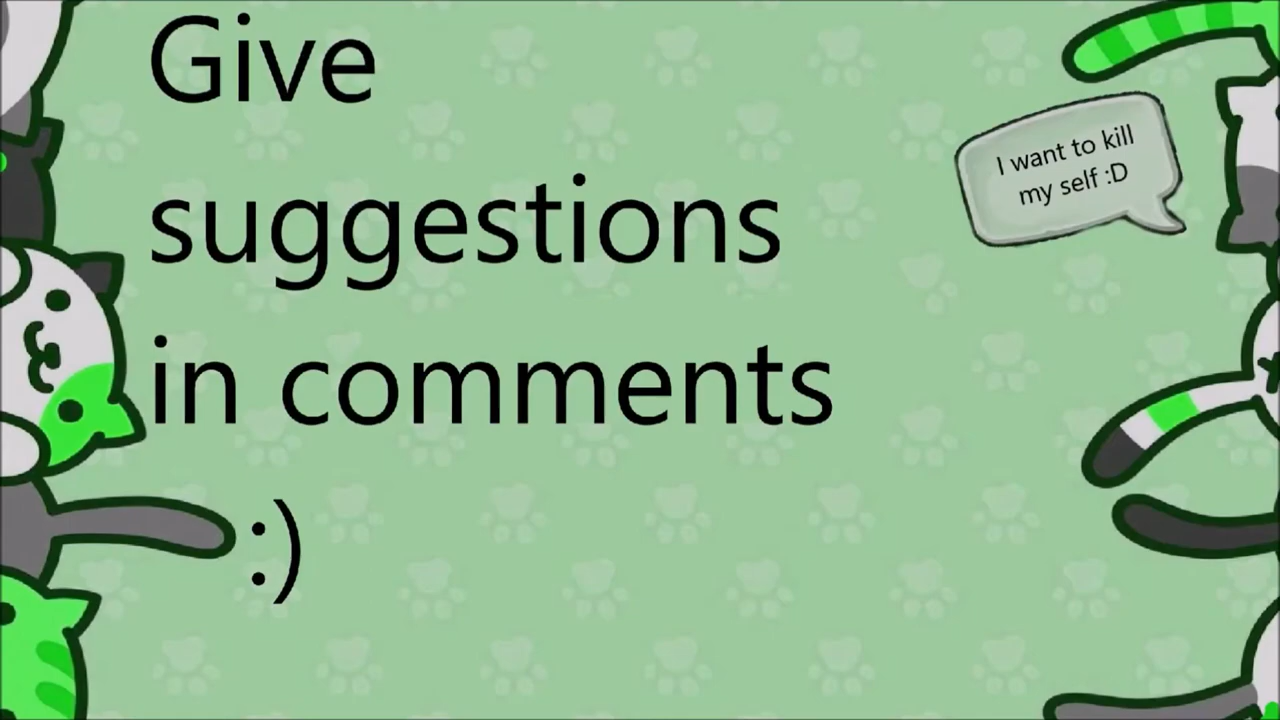 Give
suggestions
in comments
:)
I want to kill
my self :D